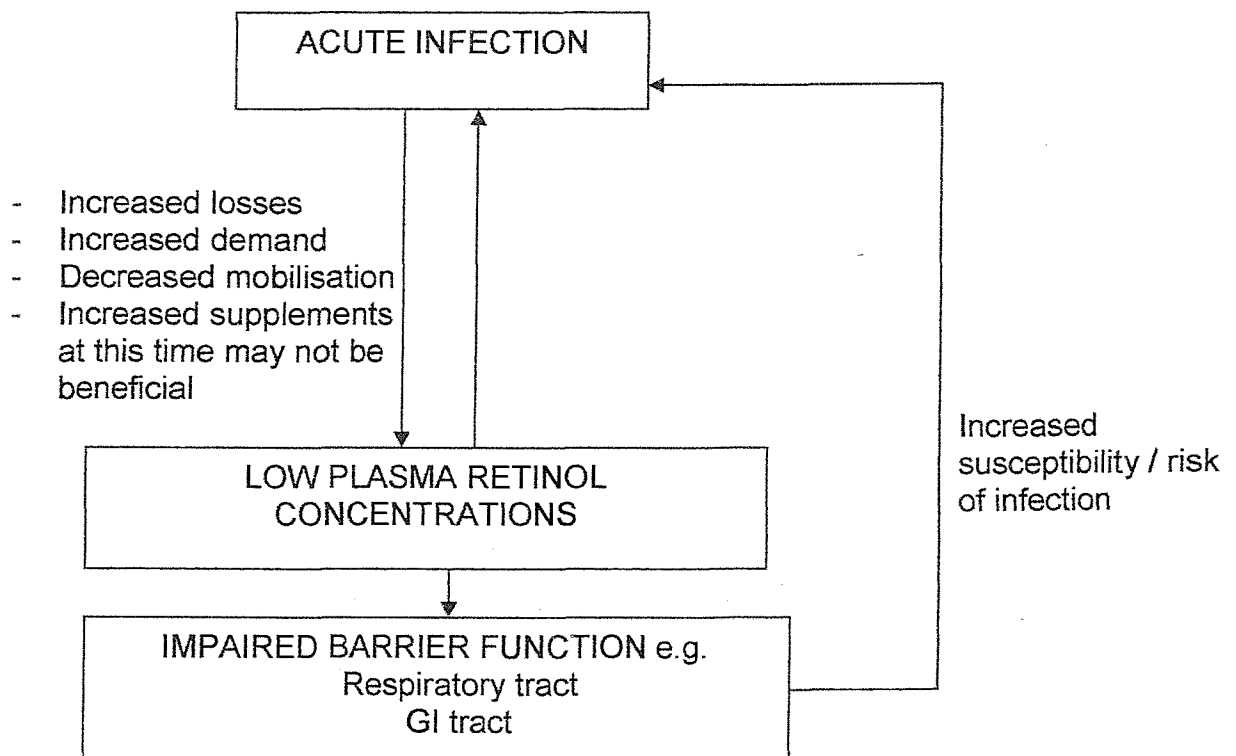 ACUTE INFECTION
- Increased losses
- Increased demand
- Decreased mobilisation
- Increased supplements
at this time may not be
beneficial
LOW PLASMA RETINOL
CONCENTRATIONS
Increased
susceptibility / risk
of infection
IMPAIRED BARRIER FUNCTION e.g.
Respiratory tract
GI tract